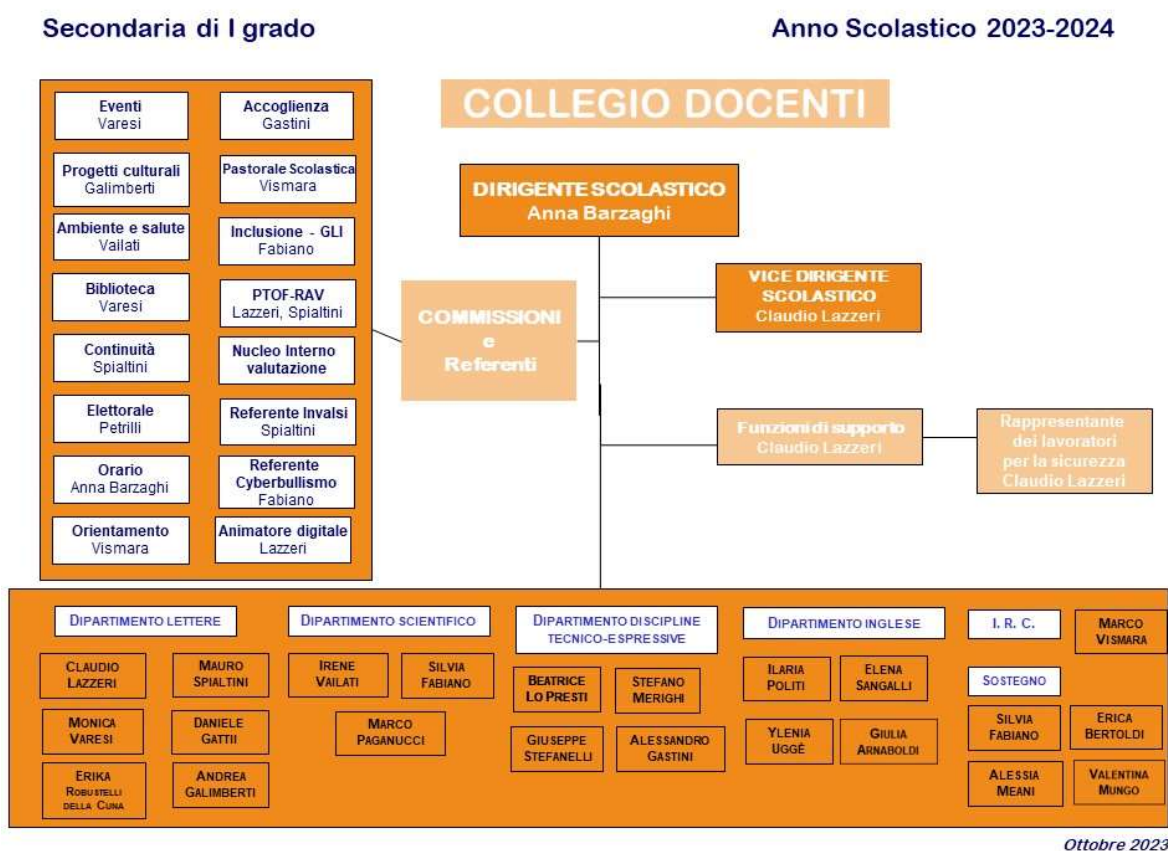 Secondaria di I grado
Anno Scolastico 2023-2024
COLLEGIO DOCENTI
Eventi
Varesi
Accoglienza
Gastini
Progetti culturali
Galimberti
Pastorale Scolastica
Vismara
Ambiente e salute
Vailati
Inclusione - GLI
Fabiano
Biblioteca
Varesi
PTOF-RAV
Lazzeri, Spialtini
Continuità
Spialtini
Nucleo Interno
valutazione
Elettorale
Petrilli
Referente Invalsi
Spialtini
Orario
Anna Barzaghi
Referente
Cyberbullismo
Fabiano
Orientamento
Vismara
Animatore digitale
Lazzeri
DIRIGENTE SCOLASTICO
Anna Barzaghi
VICE DIRIGENTE
SCOLASTICO
Claudio Lazzeri
COMMISSIONI
e
Referenti
Funzioni di supporto
Claudio Lazzeri
Rappresentante
dei lavoratori
per la sicurezza
Claudio Lazzeri
DIPARTIMENTO LETTERE
CLAUDIO
LAZZERI
MAURO
SPIALTINI
MONICA
VARESI
DANIELE
GATTII
ERIKA
ROBUSTELLI
DELLA CUNA
ANDREA
GALIMBERTI
DIPARTIMENTO SCIENTIFICO
IRENE
VAILATI
SILVIA
FABIANO
MARCO
PAGANUCCI
DIPARTIMENTO DISCIPLINE
TECNICO-ESPRESSIVE
BEATRICE
LO PRESTI
STEFANO
MERIGHI
GIUSEPPE
STEFANELLI
ALESSANDRO
GASTINI
DIPARTIMENTO INGLESE
ILARIA
POLITI
ELENA
SANGALLI
YLENIA
UGGÈ
GIULIA
ARNABOLDI
I. R. C.
MARCO
VISMARA
SOSTEGNO
SILVIA
FABIANO
ERICA
BERTOLDI
ALESSIA
MEANI
VALENTINA
MUNGO
Ottobre 2023